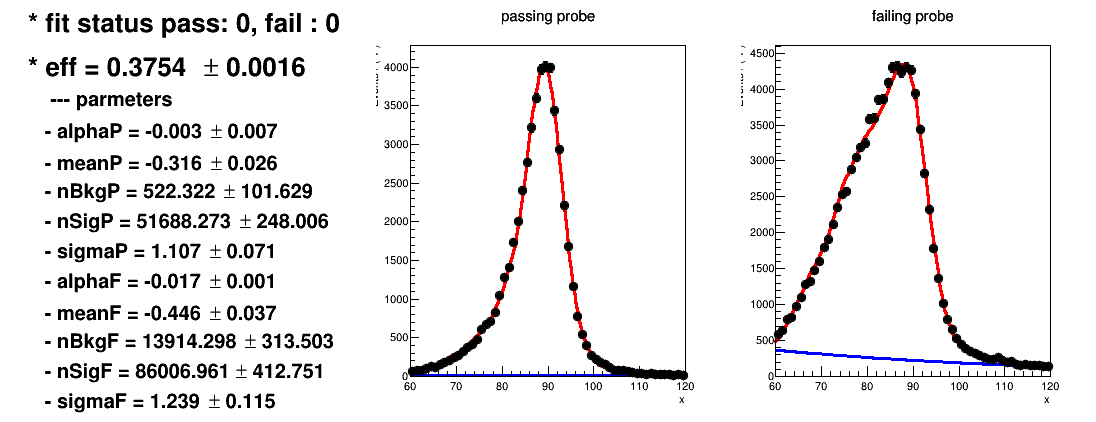 * fit status pass: 0, fail : 0
* eff = 0.3754 ± 0.0016
--- parmeters
- alphaP = -0.003 ± 0.007
- meanP = -0.316 ± 0.026
- nBkgP = 522.322 ± 101.629
- nSigP = 51688.273 ± 248.006
- sigmaP = 1.107 ± 0.071
- alphaF = -0.017 ± 0.001
- meanF = -0.446 ± 0.037
- nBkgF = 13914.298 ± 313.503
- nSigF = 86006.961 ± 412.751
- sigmaF = 1.239 ± 0.115
passing probe
4000
3500
3000
2500
2000
1500
1000
500
0
60 70 80 90 100 110 120
x
failing probe
4500
4000
3500
3000
2500
2000
1500
1000
500
0
60 70 80 90 100 110 120
x